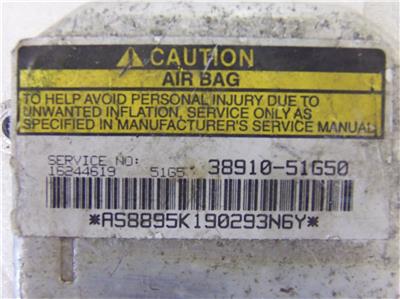 CAUTION
AIR BAG
TO HELP AVOID PERSONAL INJURY DUE TO
UNWANTED INFLATION, SERVICE ONLY AS
SPECIFIED IN MANUFACTURER'S SERVICE MANUAL
SERVICE NO:
16244619 51G5 38910-51G50
*AS8895K190293N6Y*